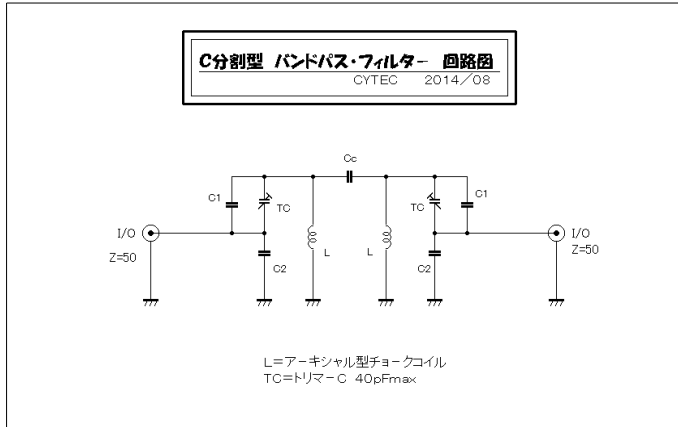 C分割型 バンドパス・フィルター 回路図
CYTEC 2014/08
Cc
C1
TC
TC
C1
I/O
I/O
Z=50
Z=50
C2
L
L
C2
L=アーキシャル型チョークコイル
TC=トリマーC 40pFmax